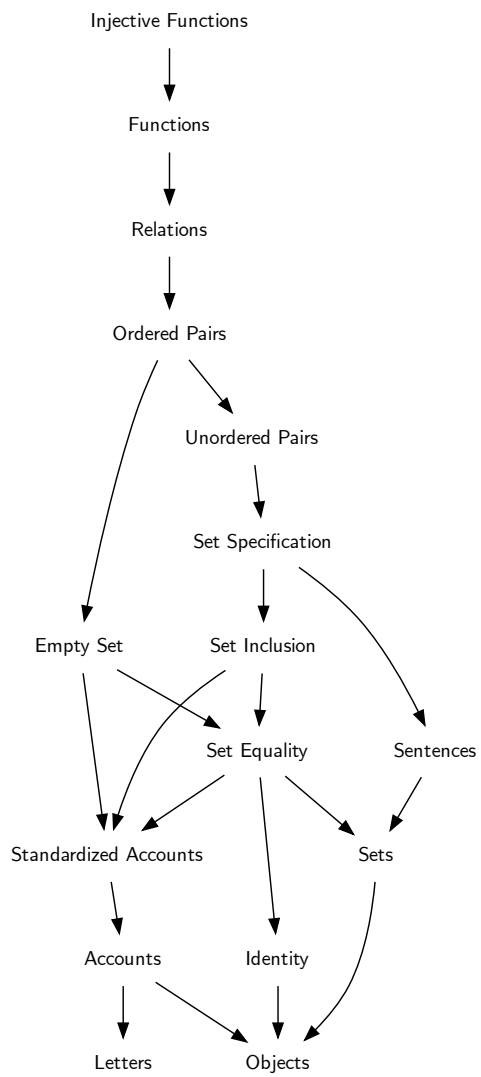 Injective Functions
Functions
Relations
Ordered Pairs
Unordered Pairs
Set Specification
Empty Set
Set Inclusion
Set Equality
Sentences
Standardized Accounts
Sets
Accounts
Identity
Letters
Objects